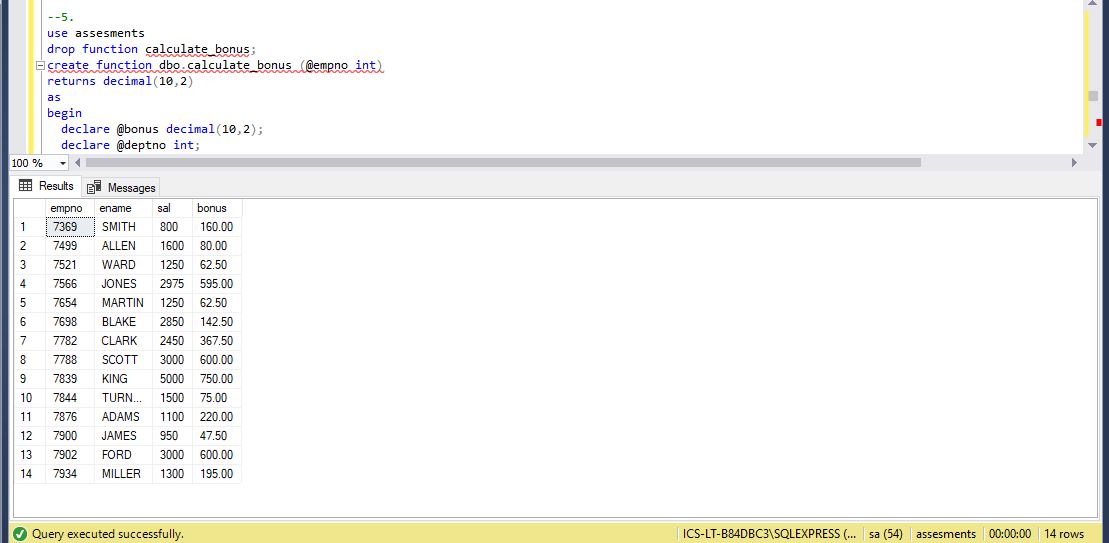 --5.
use assesments
drop function calculate_bonus;
create function dbo.calculate_bonus (@empno int)
returns decimal(10,2)
as
begin
declare @bonus decimal(10,2);
declare @deptno int;
100 %
Results Messages
empno ename sal bonus
1 7369 SMITH 800 160.00
2 7499 ALLEN 1600 80.00
3 7521 WARD 1250 62.50
4 7566 JONES 2975 595.00
5 7654 MARTIN 1250 62.50
6 7698 BLAKE 2850 142.50
7 7782 CLARK 2450 367.50
8 7788 SCOTT 3000 600.00
9 7839 KING 5000 750.00
10 7844 TURN... 1500 75.00
11 7876 ADAMS 1100 220.00
12 7900 JAMES 950 47.50
13 7902 FORD 3000 600.00
14 7934 MILLER 1300 195.00
Query executed successfully. ICS-LT-B84DBC3\SQLEXPRESS (... sa (54) assesments 00:00:00 14 rows